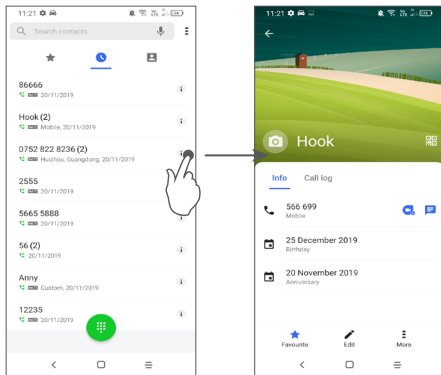 11:21
Search contacts
86666
20/11/2019
Hook (2)
Mobile, 20/11/2019
0752 822 8236 (2)
Huizhou, Guangdong, 20/11/2019
2555
20/11/2019
5665 5888
20/11/2019
56 (2)
20/11/2019
Anny
Custom, 20/11/2019
12235
20/11/2019
11:21
Hook
Info Call log
566 699
Mobile
25 December 2019
Birthday
20 November 2019
Anniversary
Favourite Edit More